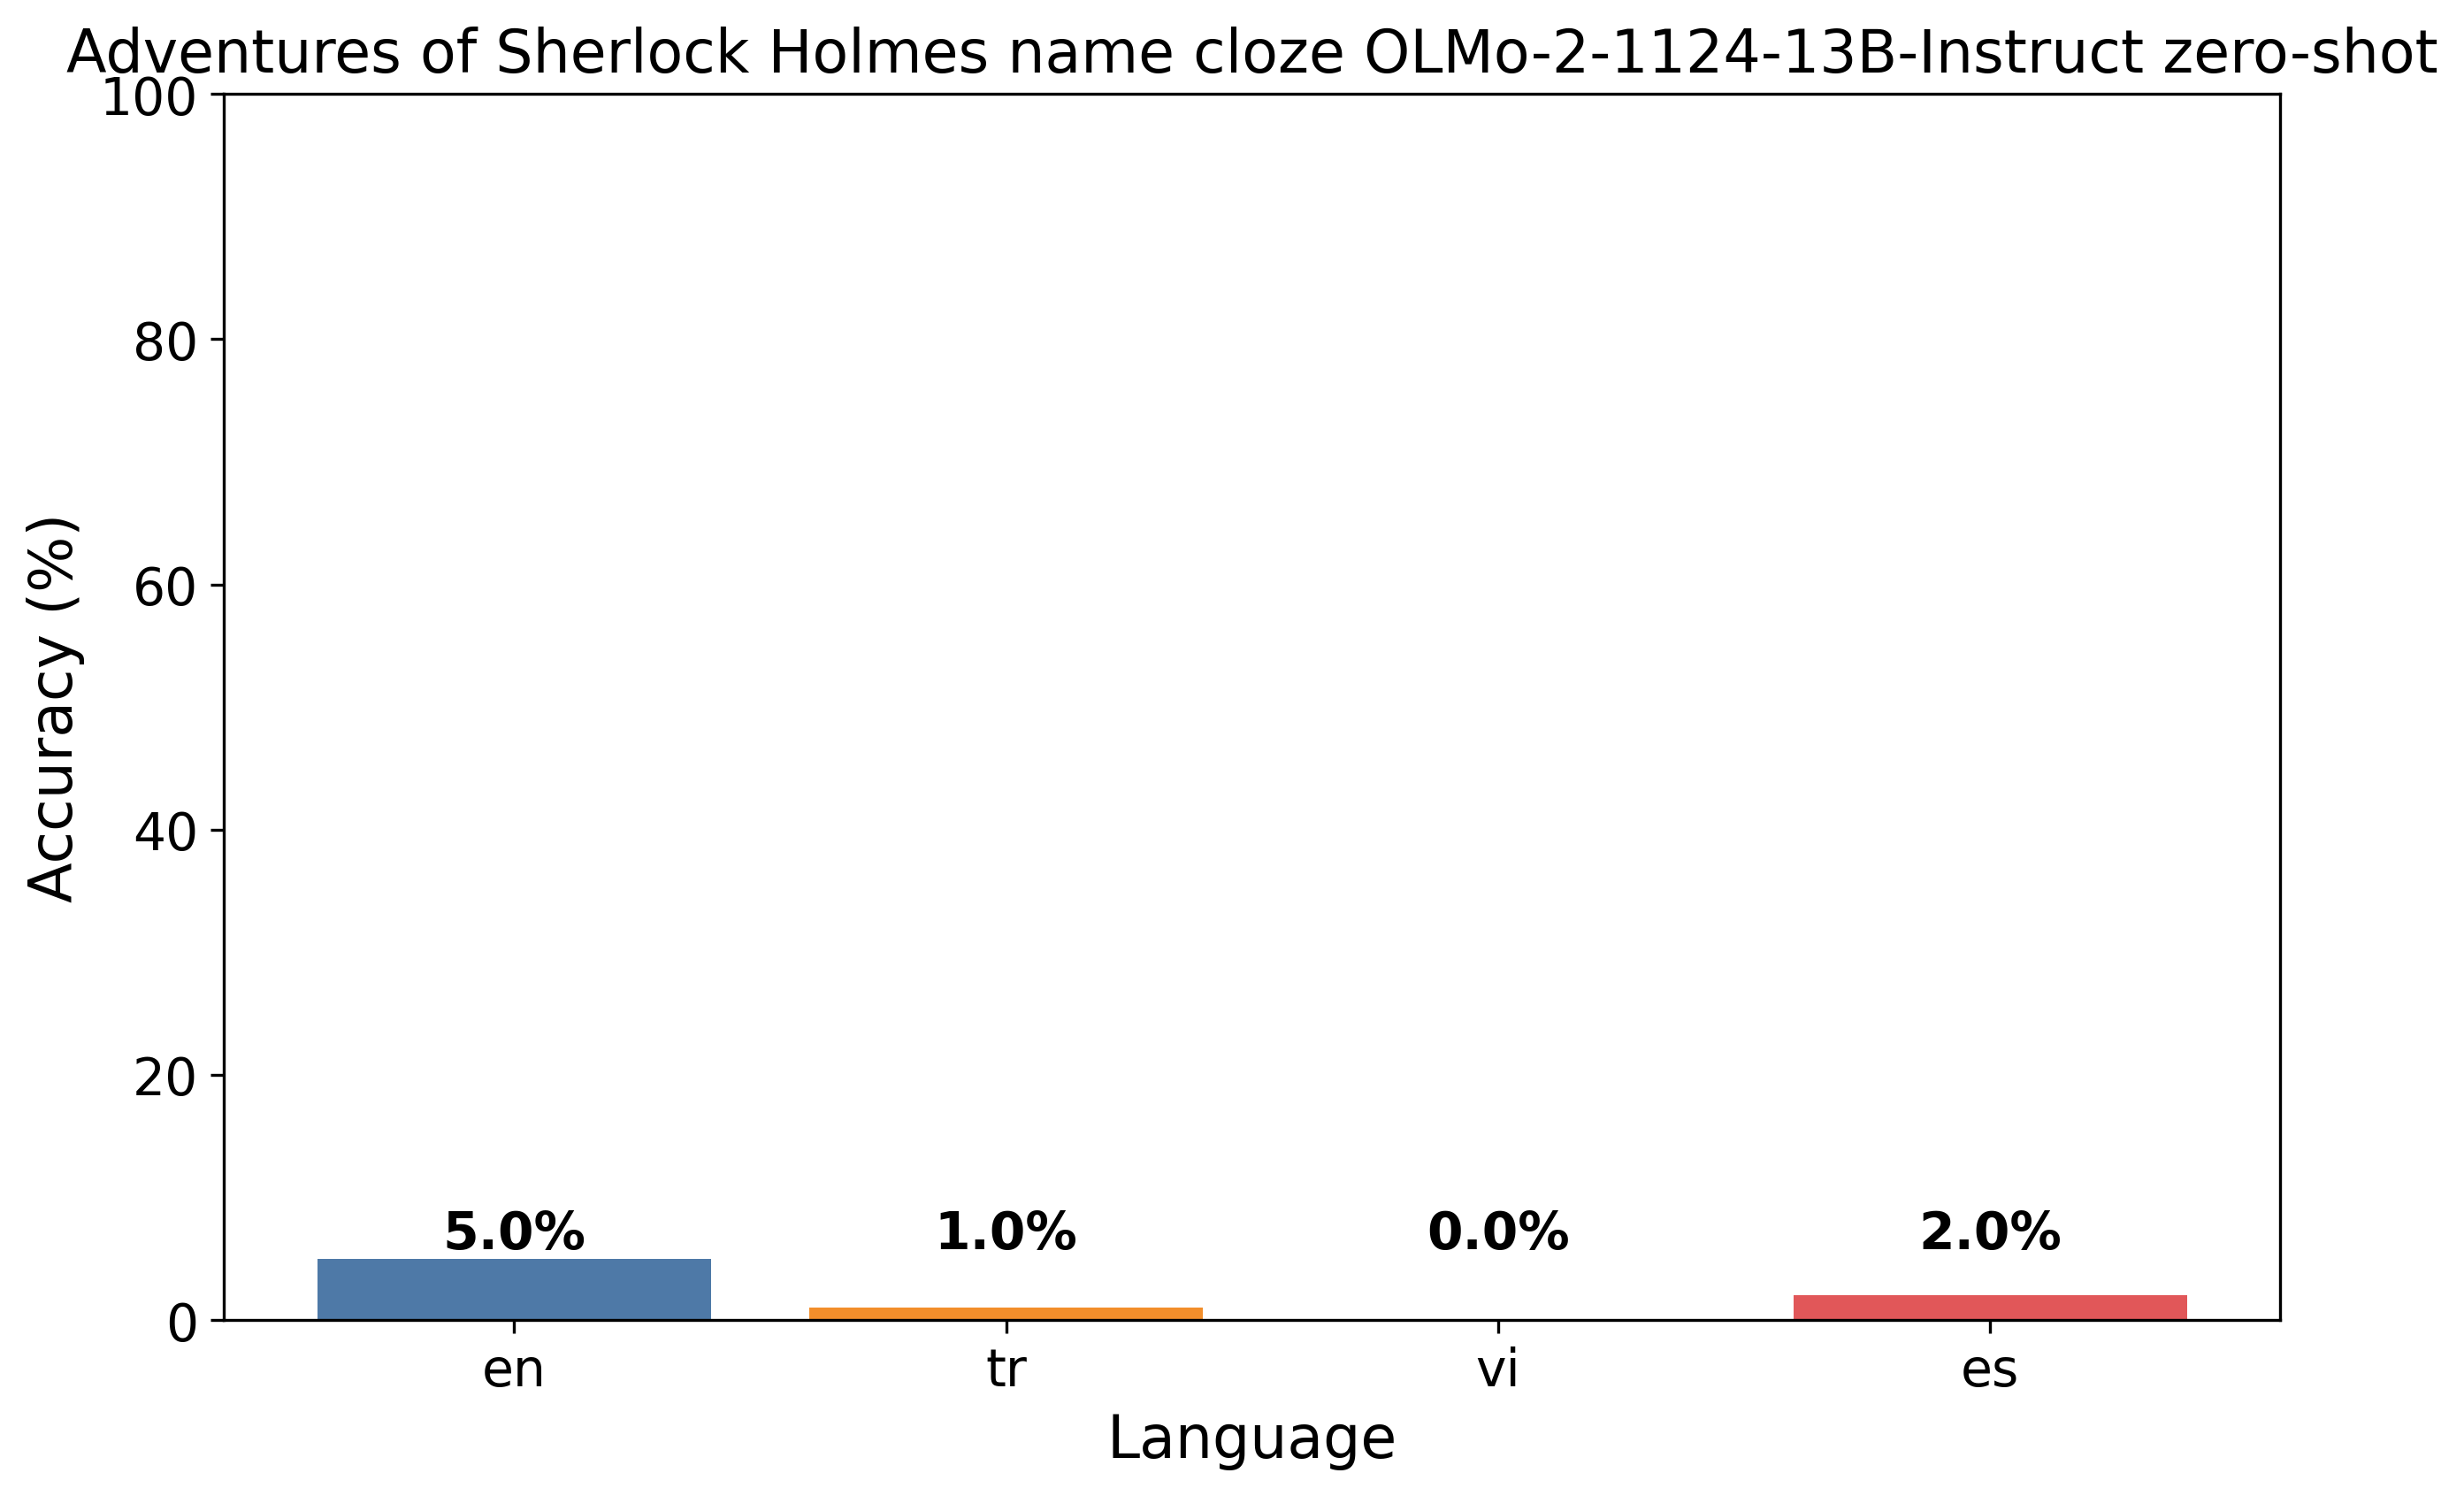 Adventures of Sherlock Holmes name cloze OLMo-2-1124-13B-Instruct zero-shot
100
80
60
40
20
0
Accuracy (%)
5.0%
1.0%
0.0%
2.0%
en
tr
vi
es
Language